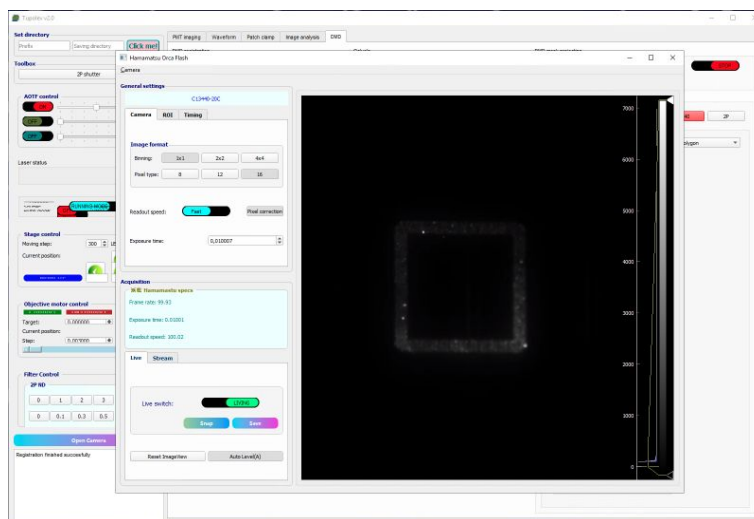 Tupolev v2.0
Set directory
Prefix
Saving directory
Click me!
PMT imaging
Waveform
Patch clamp
Image analysis
DMD
Toolbox
2P shutter
AOTF control
ON
OFF
OFF
Laser status
Stage control
Moving step:
300
Current position:
Objective motor control
Target:
0.000000
Current position:
Step:
0.003000
Filter Control
2P ND
0 1 2 3
0 0.1 0.3 0.5
Open Camera
Registration finished successfully
Hamamatsu Orca Flash
Camera
General settings
C13440-20C
Camera
ROI
Timing
Image format
Binning:
1x1
2x2
4x4
Pixel type:
8
12
16
Readout speed:
Fast
Pixel correction
Exposure time:
0,010007
Acquisition
Hamamatsu specs
Frame rate: 99.93
Exposure time: 0.01001
Readout speed: 100.02
Live
Stream
Live switch:
LIVING
Snap
Save
Reset ImageView
Auto Level(A)
7000
6000
5000
4000
3000
2000
1000
0
STOP
2P